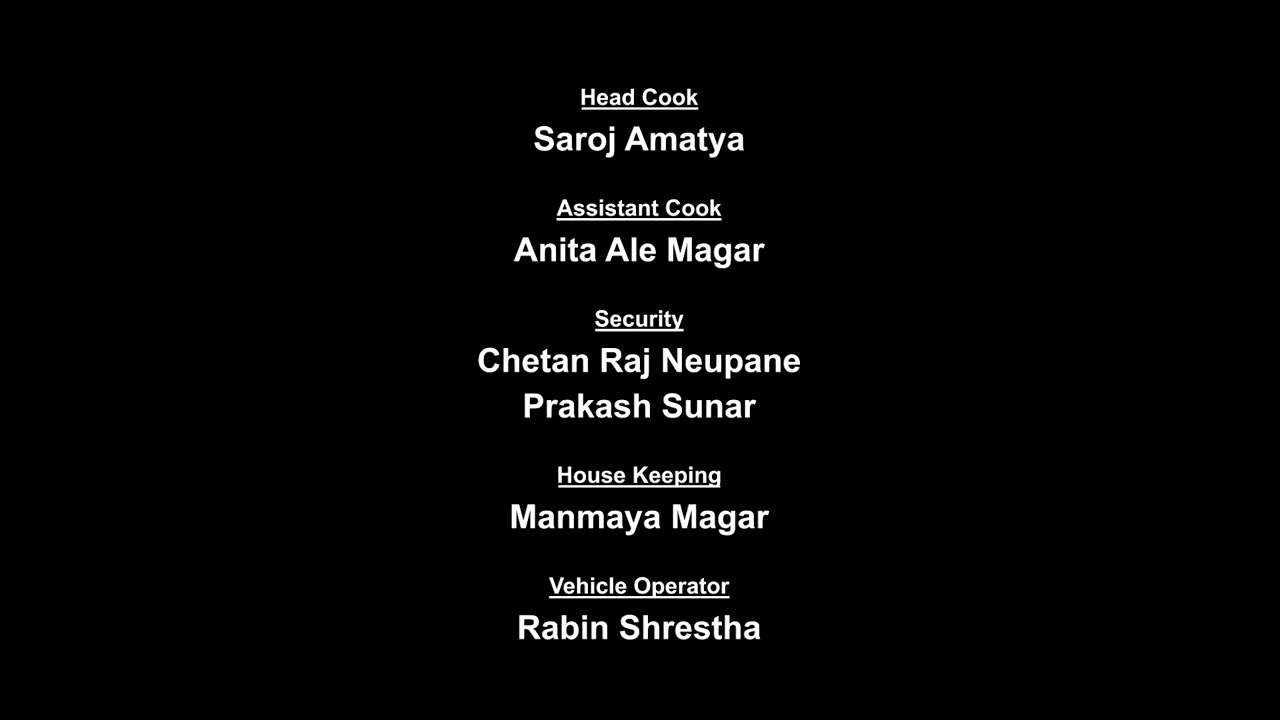 Head Cook
Saroj Amatya
Assistant Cook
Anita Ale Magar
Security
Chetan Raj Neupane
Prakash Sunar
House Keeping
Manmaya Magar
Vehicle Operator
Rabin Shrestha